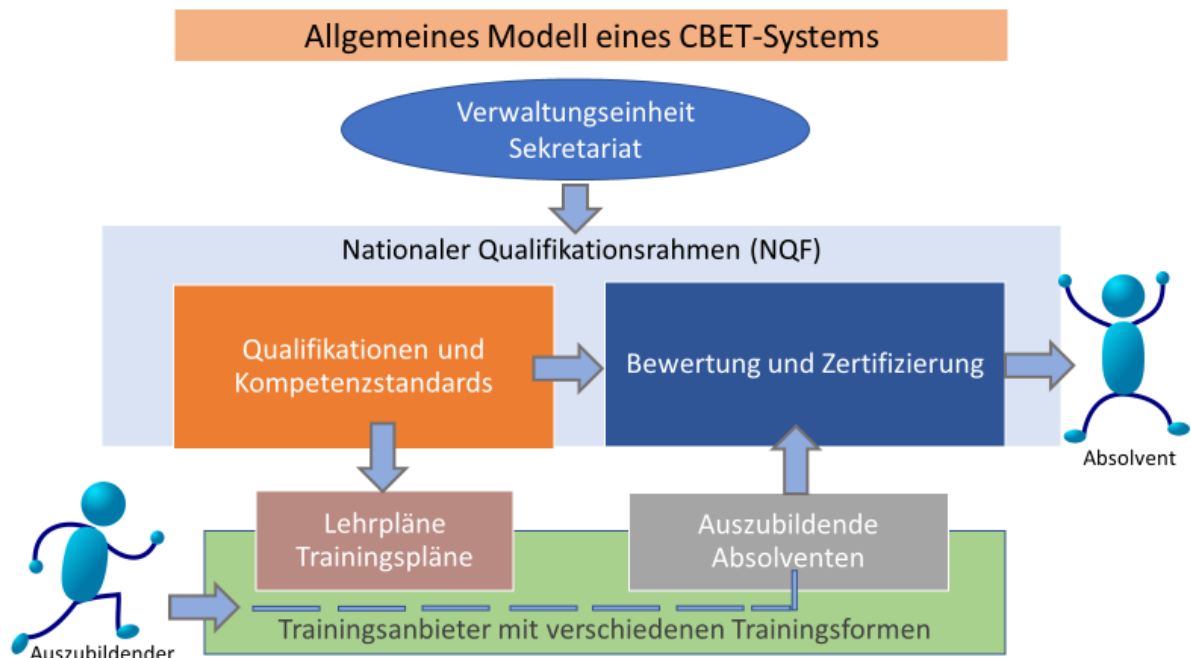 Allgemeines Modell eines CBET-Systems
Verwaltungseinheit
Sekretariat
Nationaler Qualifikationsrahmen (NQF)
Qualifikationen und
Kompetenzstandards
Bewertung und Zertifizierung
Absolvent
Lehrpläne
Trainingspläne
Auszubildende
Absolventen
Trainingsanbieter mit verschiedenen Trainingsformen
Auszubildender